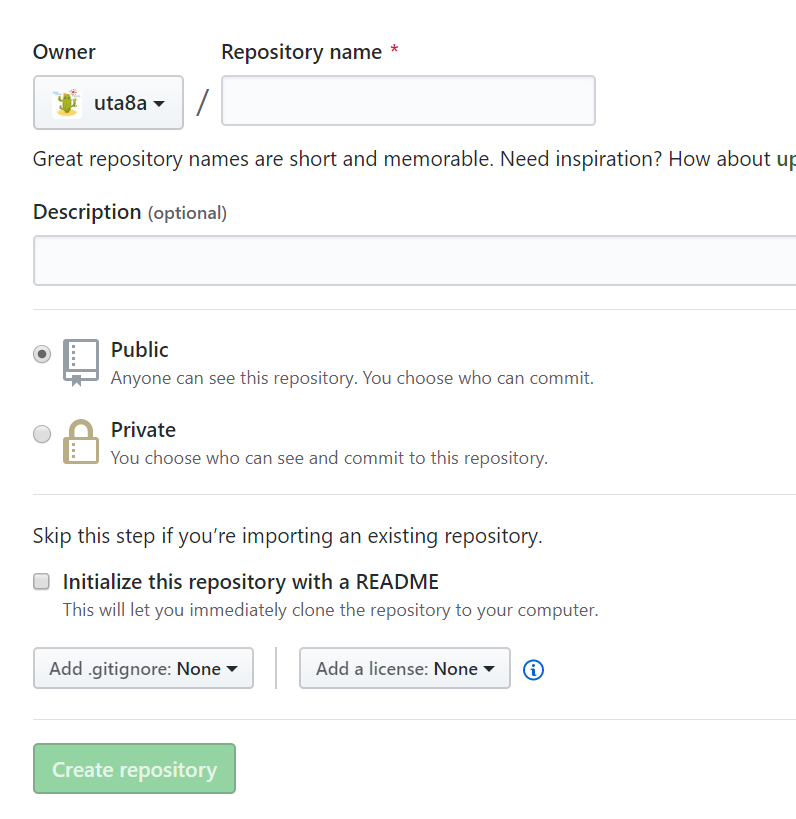 Owner Repository name *
uta8a /
Great repository names are short and memorable. Need inspiration? How about
Description (optional)
Public
Anyone can see this repository. You choose who can commit.
Private
You choose who can see and commit to this repository.
Skip this step if you’re importing an existing repository.
Initialize this repository with a README
This will let you immediately clone the repository to your computer.
Add .gitignore: None Add a license: None
Create repository